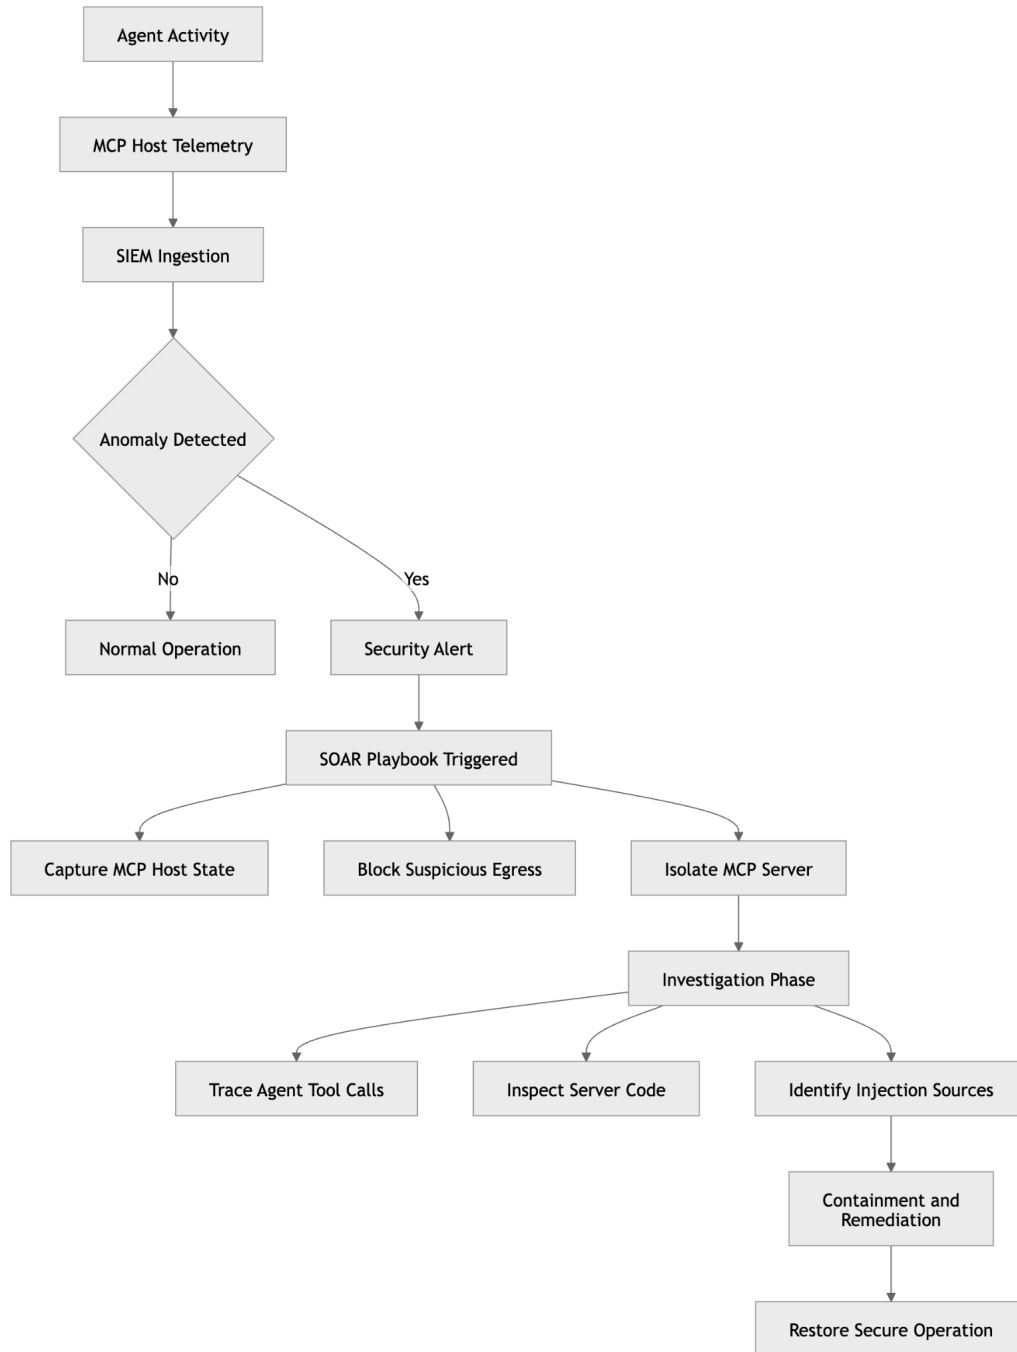 Agent Activity
MCP Host Telemetry
SIEM Ingestion
Anomaly Detected
No
Yes
Normal Operation
Security Alert
SOAR Playbook Triggered
Capture MCP Host State
Block Suspicious Egress
Isolate MCP Server
Investigation Phase
Trace Agent Tool Calls
Inspect Server Code
Identify Injection Sources
Containment and
Remediation
Restore Secure Operation